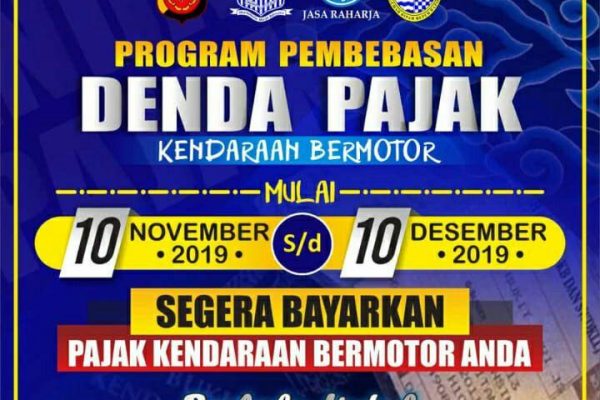 JASA RAHARJA
PROGRAM PEMBEBASAN
DENDA PAJAK
KENDARAAN BERMOTOR
MULAI
10 NOVEMBER
• 2019 •
S/d
10 DESEMBER
• 2019 •
SEGERA BAYARKAN
PAJAK KENDARAAN BERMOTOR ANDA